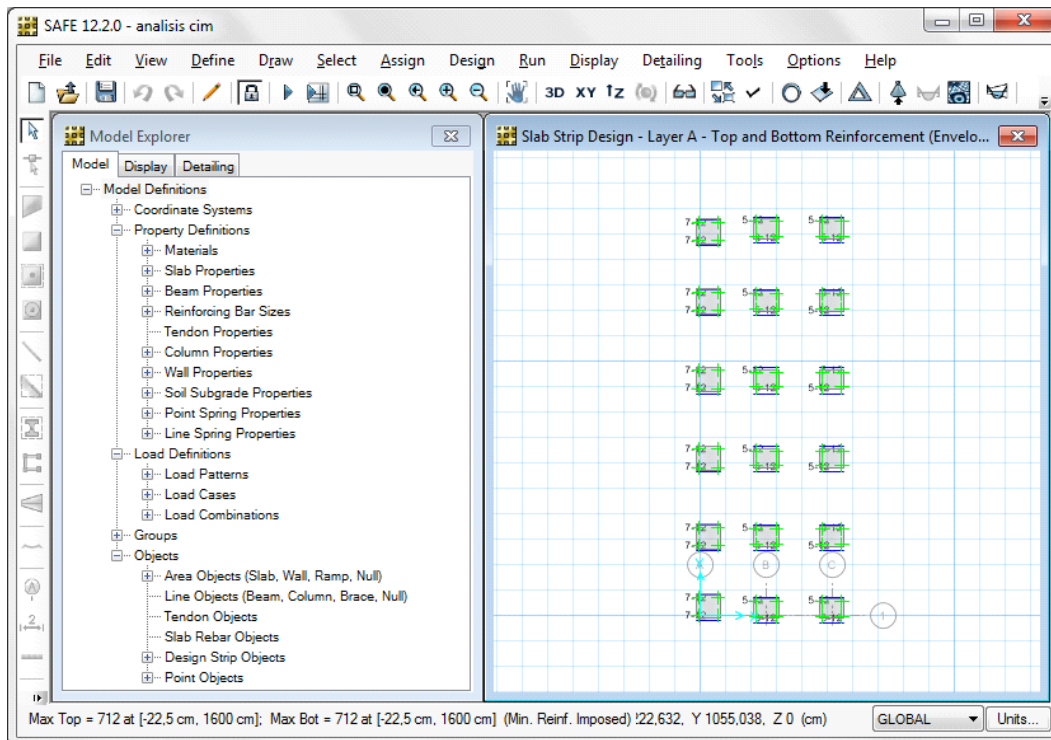 SAFE 12.2.0 - analisis cim
File Edit View Define Draw Select Assign Design Run Display Detailing Tools Options Help
3D XY
Model Explorer
Model Display Detailing
Model Definitions
Coordinate Systems
Property Definitions
Materials
Slab Properties
Beam Properties
Reinforcing Bar Sizes
Tendon Properties
Column Properties
Wall Properties
Soil Subgrade Properties
Point Spring Properties
Line Spring Properties
Load Definitions
Load Patterns
Load Cases
Load Combinations
Groups
Objects
Area Objects (Slab, Wall, Ramp, Null)
Line Objects (Beam, Column, Brace, Null)
Tendon Objects
Slab Rebar Objects
Design Strip Objects
Point Objects
Slab Strip Design - Layer A - Top and Bottom Reinforcement (Envelo...
B C
1
Max Top = 712 at [-22,5 cm, 1600 cm]; Max Bot = 712 at [-22,5 cm, 1600 cm] (Min. Reinf. Imposed) 22,632, Y 1055,038, Z 0 (cm)
GLOBAL
Units...